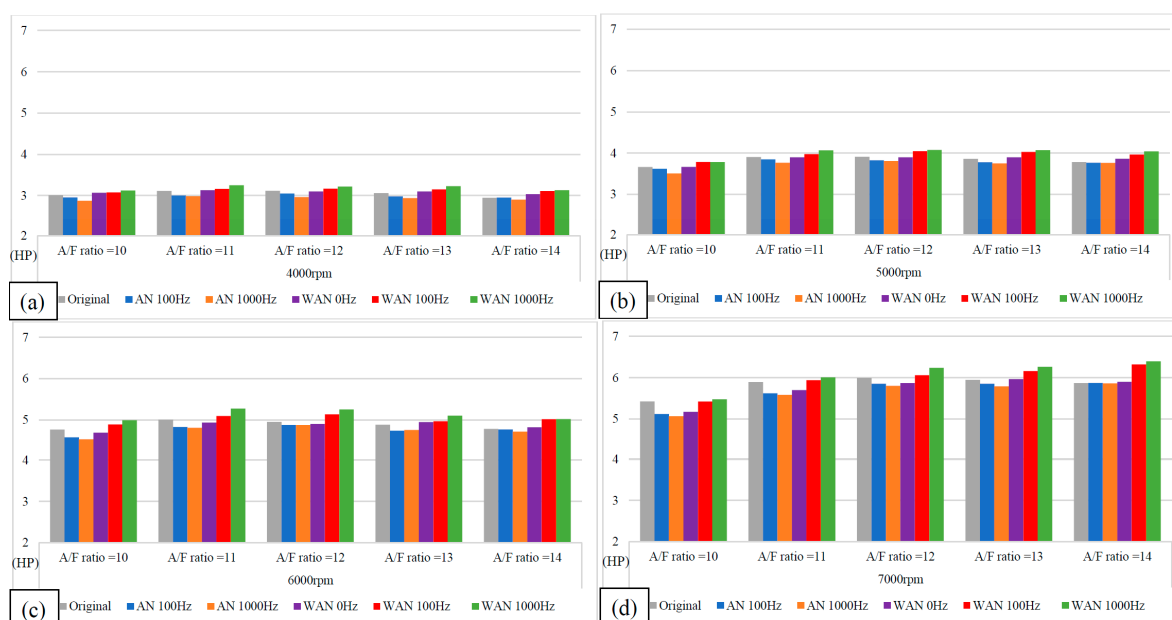 7
6
5
4
3
2
(HP)
A/F ratio =10 A/F ratio =11 A/F ratio =12 A/F ratio =13 A/F ratio =14
4000rpm
Original AN 100Hz AN 1000Hz WAN 0Hz WAN 100Hz WAN 1000Hz
(a)
7
6
5
4
3
2
(HP)
A/F ratio =10 A/F ratio =11 A/F ratio =12 A/F ratio =13 A/F ratio =14
5000rpm
Original AN 100Hz AN 1000Hz WAN 0Hz WAN 100Hz WAN 1000Hz
(b)
7
6
5
4
3
2
(HP)
A/F ratio =10 A/F ratio =11 A/F ratio =12 A/F ratio =13 A/F ratio =14
6000rpm
Original AN 100Hz AN 1000Hz WAN 0Hz WAN 100Hz WAN 1000Hz
(c)
7
6
5
4
3
2
(HP)
A/F ratio =10 A/F ratio =11 A/F ratio =12 A/F ratio =13 A/F ratio =14
7000rpm
Original AN 100Hz AN 1000Hz WAN 0Hz WAN 100Hz WAN 1000Hz
(d)